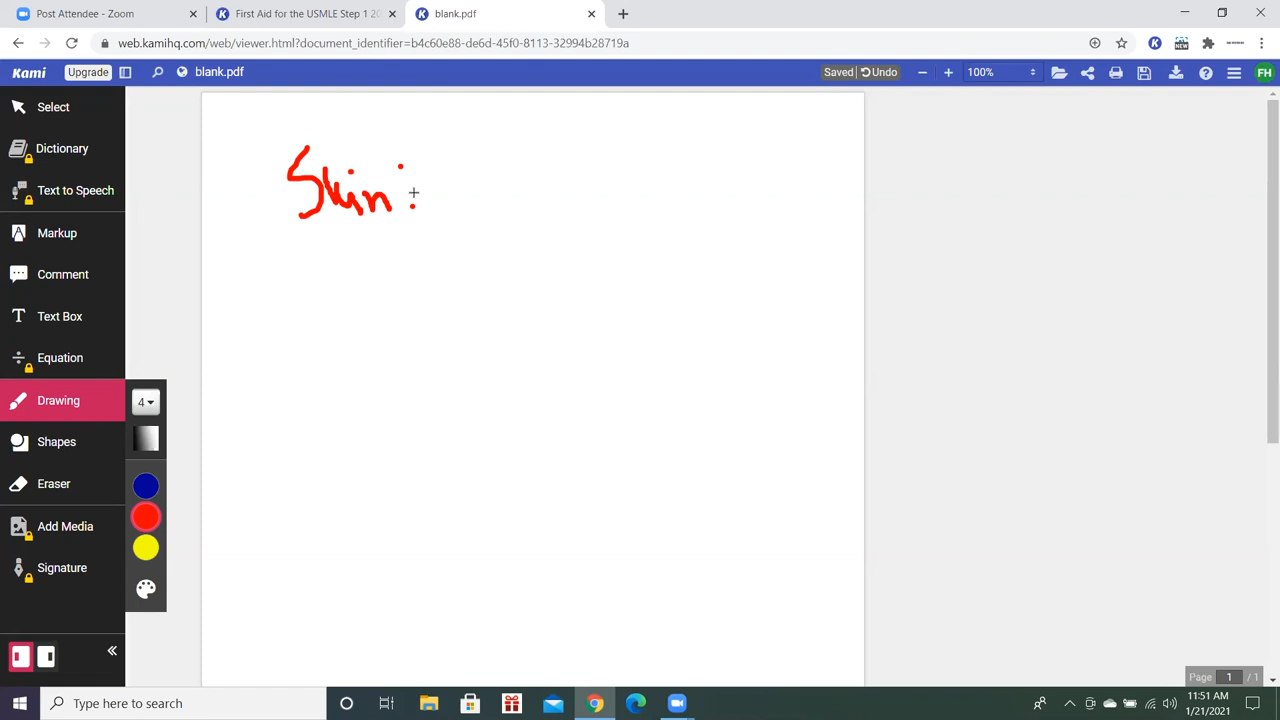 Post Attendee - Zoom
First Aid for the USMLE Step 1 20
blank.pdf
web.kamihq.com/web/viewer.html?document_identifier=b4c60e88-de6d-45f0-8113-32994b28719a
Kami
Upgrade
blank.pdf
Saved
Undo
100%
FH
Select
Dictionary
Text to Speech
Markup
Comment
Text Box
Equation
Drawing
Shapes
Eraser
Add Media
Signature
4
Skin :
Page 1 / 1
Type here to search
11:51 AM
1/21/2021